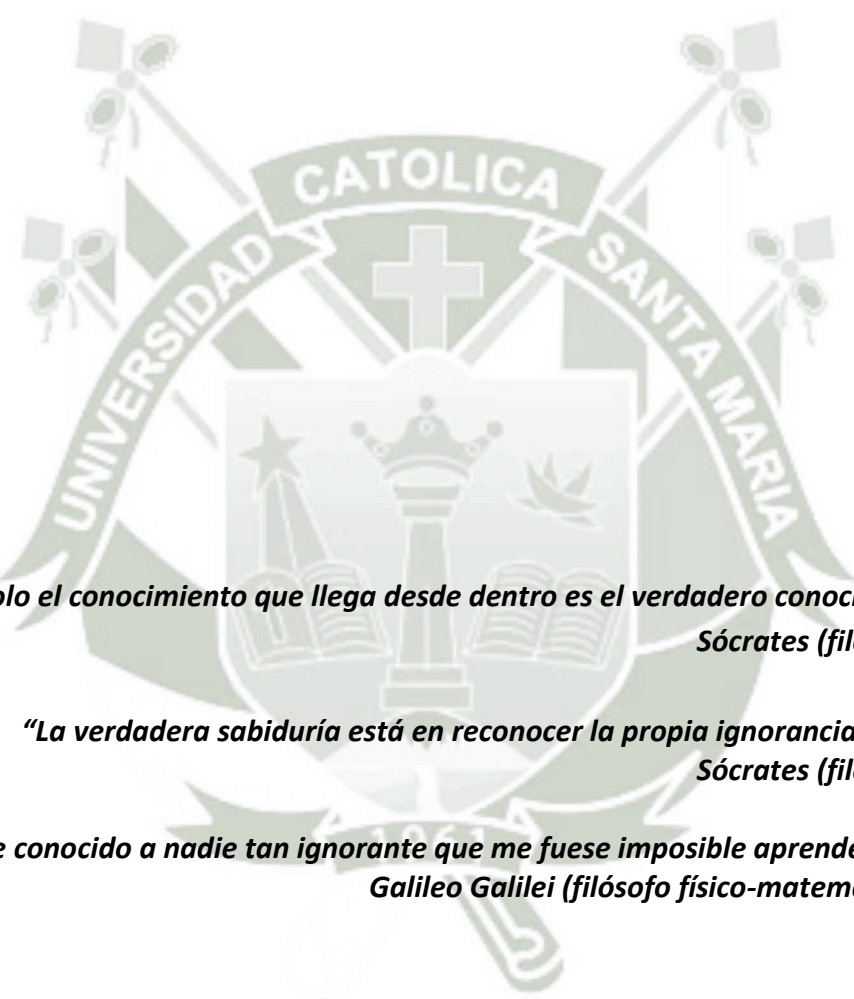 UNIVERSIDAD CATOLICA SANTA MARIA
olo el conocimiento que llega desde dentro es el verdadero
Sócrates
“La verdadera sabiduría está en reconocer la propia ignorancia
Sócrates
conocido a nadie tan ignorante que me fuese imposible
Galileo Galilei (filósofo
1961